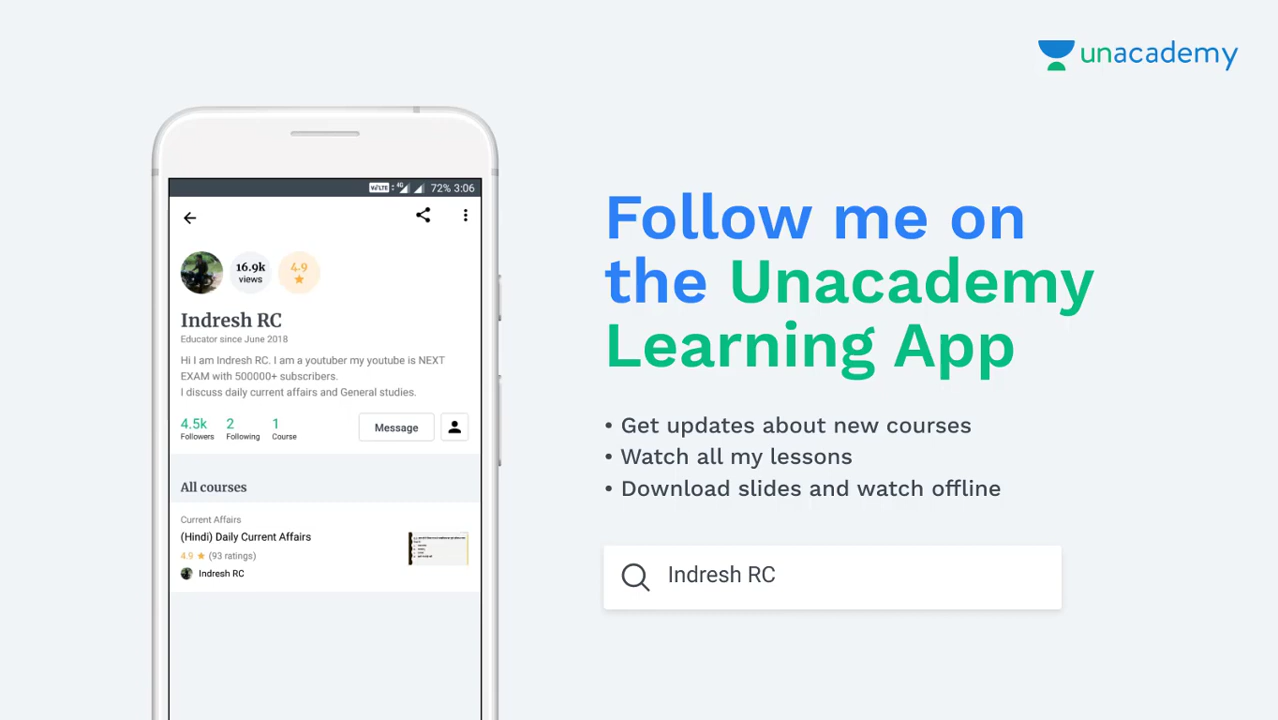 unacademy
72% 3:06
16.9k
views
4.9
Indresh RC
Educator since June 2018
Hi I am Indresh RC. I am a youtuber my youtube is NEXT
EXAM with 500000+ subscribers.
I discuss daily current affairs and General studies.
4.5k 2 1
Followers Following Course
Message
All courses
Current Affairs
(Hindi) Daily Current Affairs
4.9 ★ (93 ratings)
Indresh RC
Follow me on
the Unacademy
Learning App
• Get updates about new courses
• Watch all my lessons
• Download slides and watch offline
Indresh RC